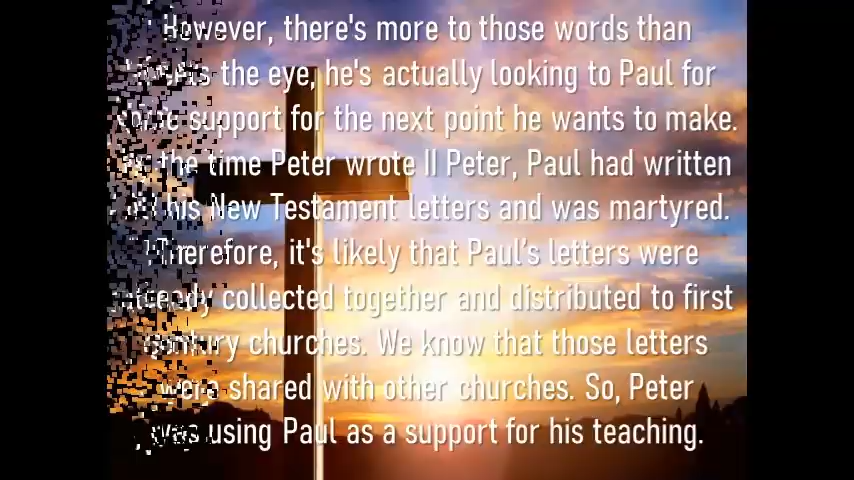 However, there's more to those words than
meets the eye, he's actually looking to Paul for
some support for the next point he wants to make.
the time Peter wrote II Peter, Paul had written
all his New Testament letters and was martyred.
Therefore, it's likely that Paul's letters were
already collected together and distributed to first
century churches. We know that those letters
were shared with other churches. So, Peter
was using Paul as a support for his teaching.